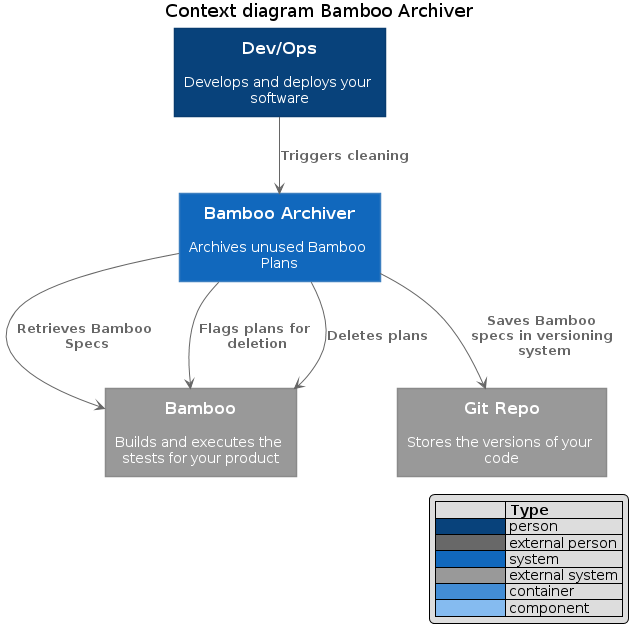 Context diagram Bamboo Archiver
Dev/Ops
Develops and deploys your
software
Triggers cleaning
Bamboo Archiver
Archives unused Bamboo
Plans
Retrieves Bamboo
Specs
Flags plans for
deletion
Deletes plans
Saves Bamboo
specs in versioning
system
Bamboo
Builds and executes the
stests for your product
Git Repo
Stores the versions of your
code
Type
person
external person
system
external system
container
component